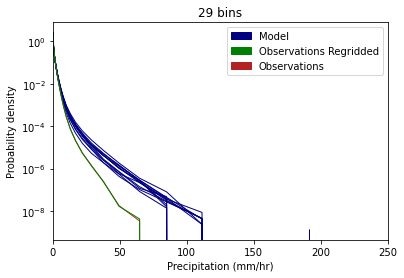 29 bins
Model
Observations Regridded
Observations
Probability density
10⁰
10⁻²
10⁻⁴
10⁻⁶
10⁻⁸
0 50 100 150 200 250
Precipitation (mm/hr)